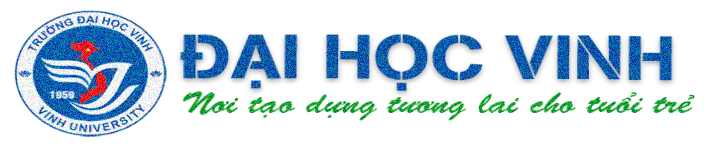 TRƯỜNG ĐẠI HỌC VINH
1959
VINH UNIVERSITY
ĐẠI HỌC VINH
Nơi tạo dựng tương lai cho tuổi trẻ